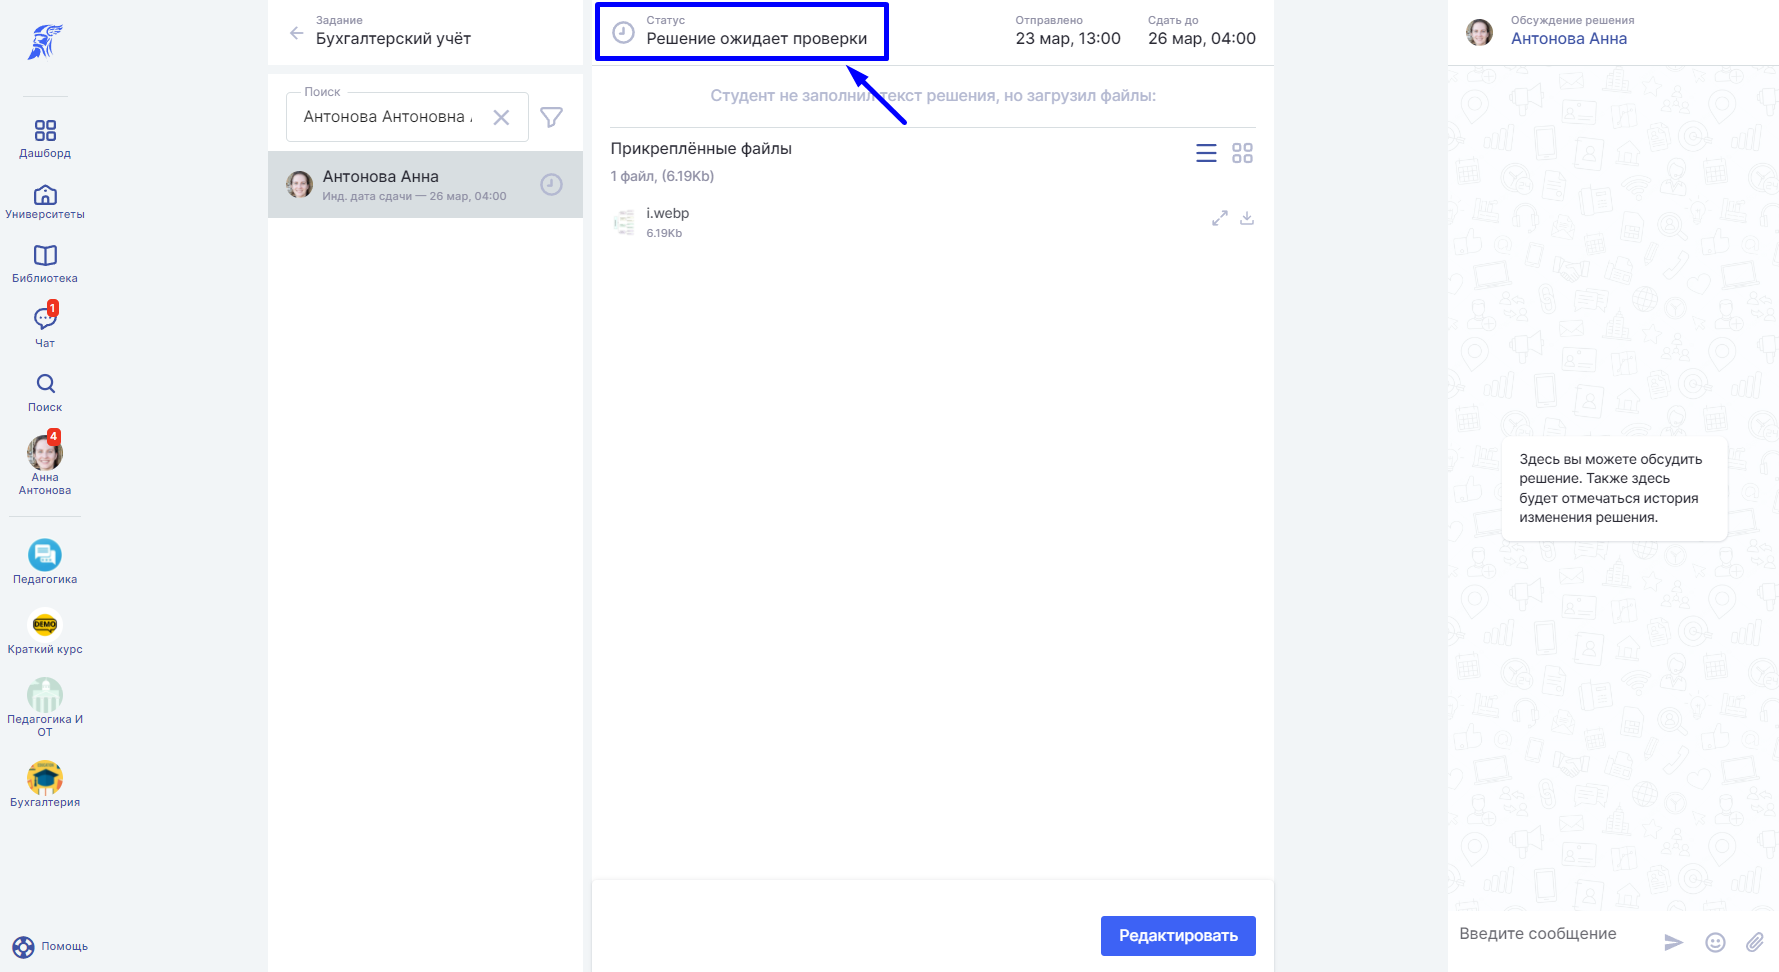 Дашборд
Университеты
Библиотека
1
Чат
Поиск
4
Анна
Антонова
Педагогика
DEMO
Краткий курс
Педагогика И
ОТ
Бухгалтерия
Помощь
Задание
Бухгалтерский учёт
Поиск
Антонова Антоновна
Антонова Анна
Инд. дата сдачи — 26 мар, 04:00
Статус
Решение ожидает проверки
Отправлено
23 мар, 13:00
Сдать до
26 мар, 04:00
Студент не заполнил текст решения, но загрузил файлы:
Прикреплённые файлы
1 файл, (6.19Kb)
i.webp
6.19Kb
Редактировать
Обсуждение решения
Антонова Анна
Здесь вы можете обсудить
решение. Также здесь
будет отмечаться история
изменения решения.
Введите сообщение